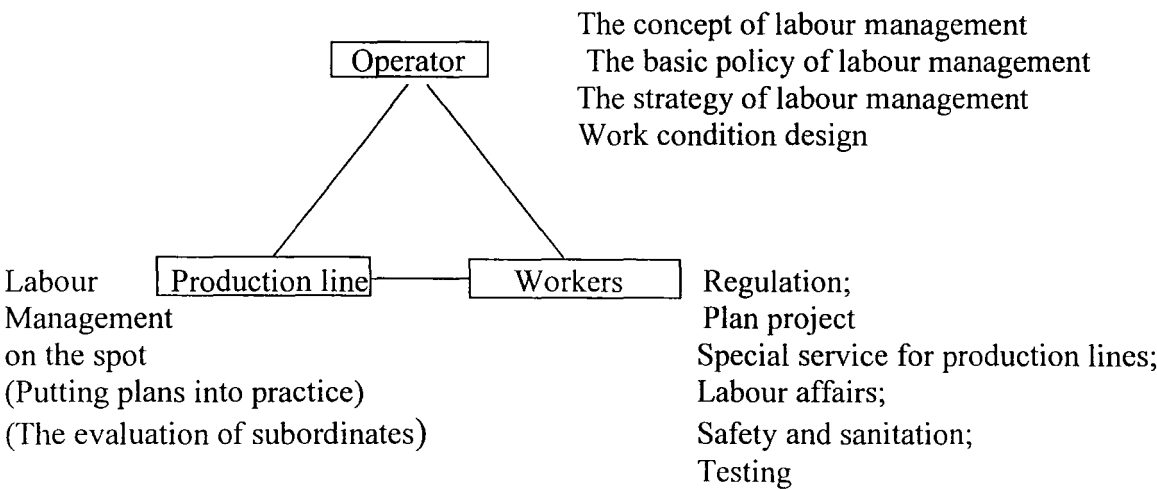 The concept of labour management
Operator
The basic policy of labour management
The strategy of labour management
Work condition design
Labour
Management
on the spot
(Putting plans into practice)
(The evaluation of subordinates)
Production line
Workers
Regulation;
Plan project
Special service for production lines;
Labour affairs;
Safety and sanitation;
Testing